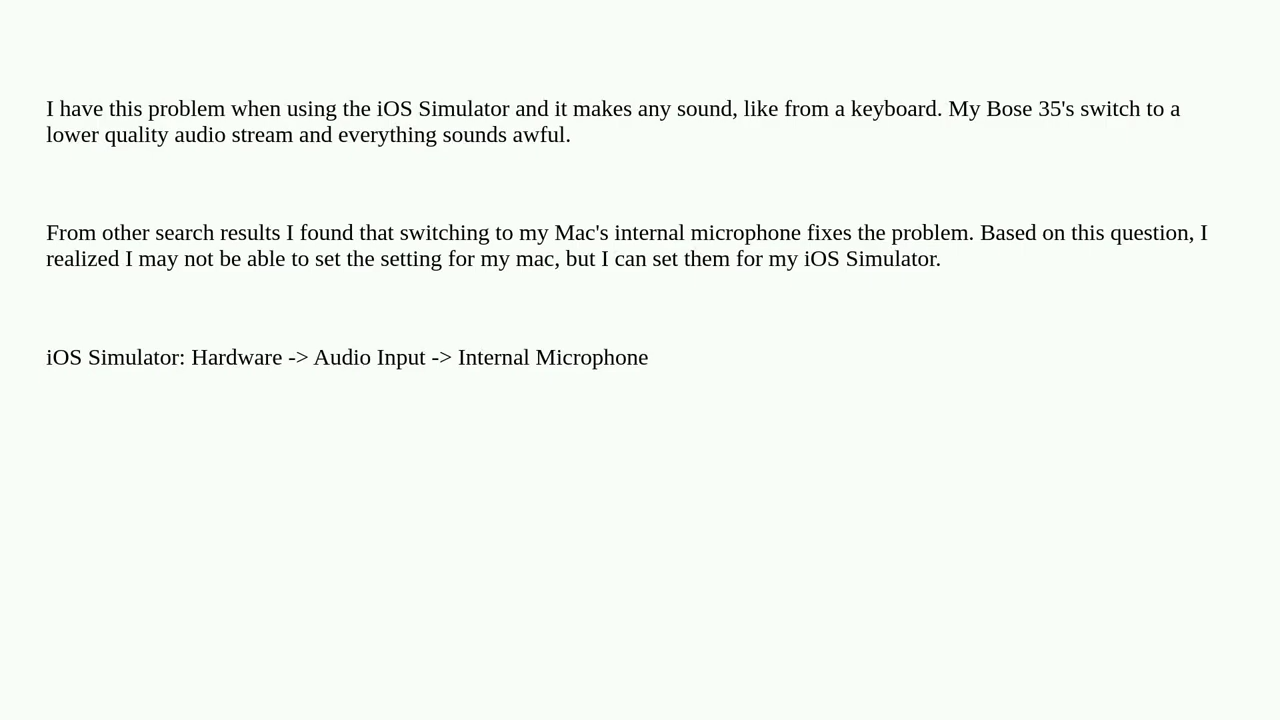 I have this problem when using the iOS Simulator and it makes any sound, like from a keyboard. My Bose 35's switch to a
lower quality audio stream and everything sounds awful.
From other search results I found that switching to my Mac's internal microphone fixes the problem. Based on this question, I
realized I may not be able to set the setting for my mac, but I can set them for my iOS Simulator.
iOS Simulator: Hardware -> Audio Input -> Internal Microphone